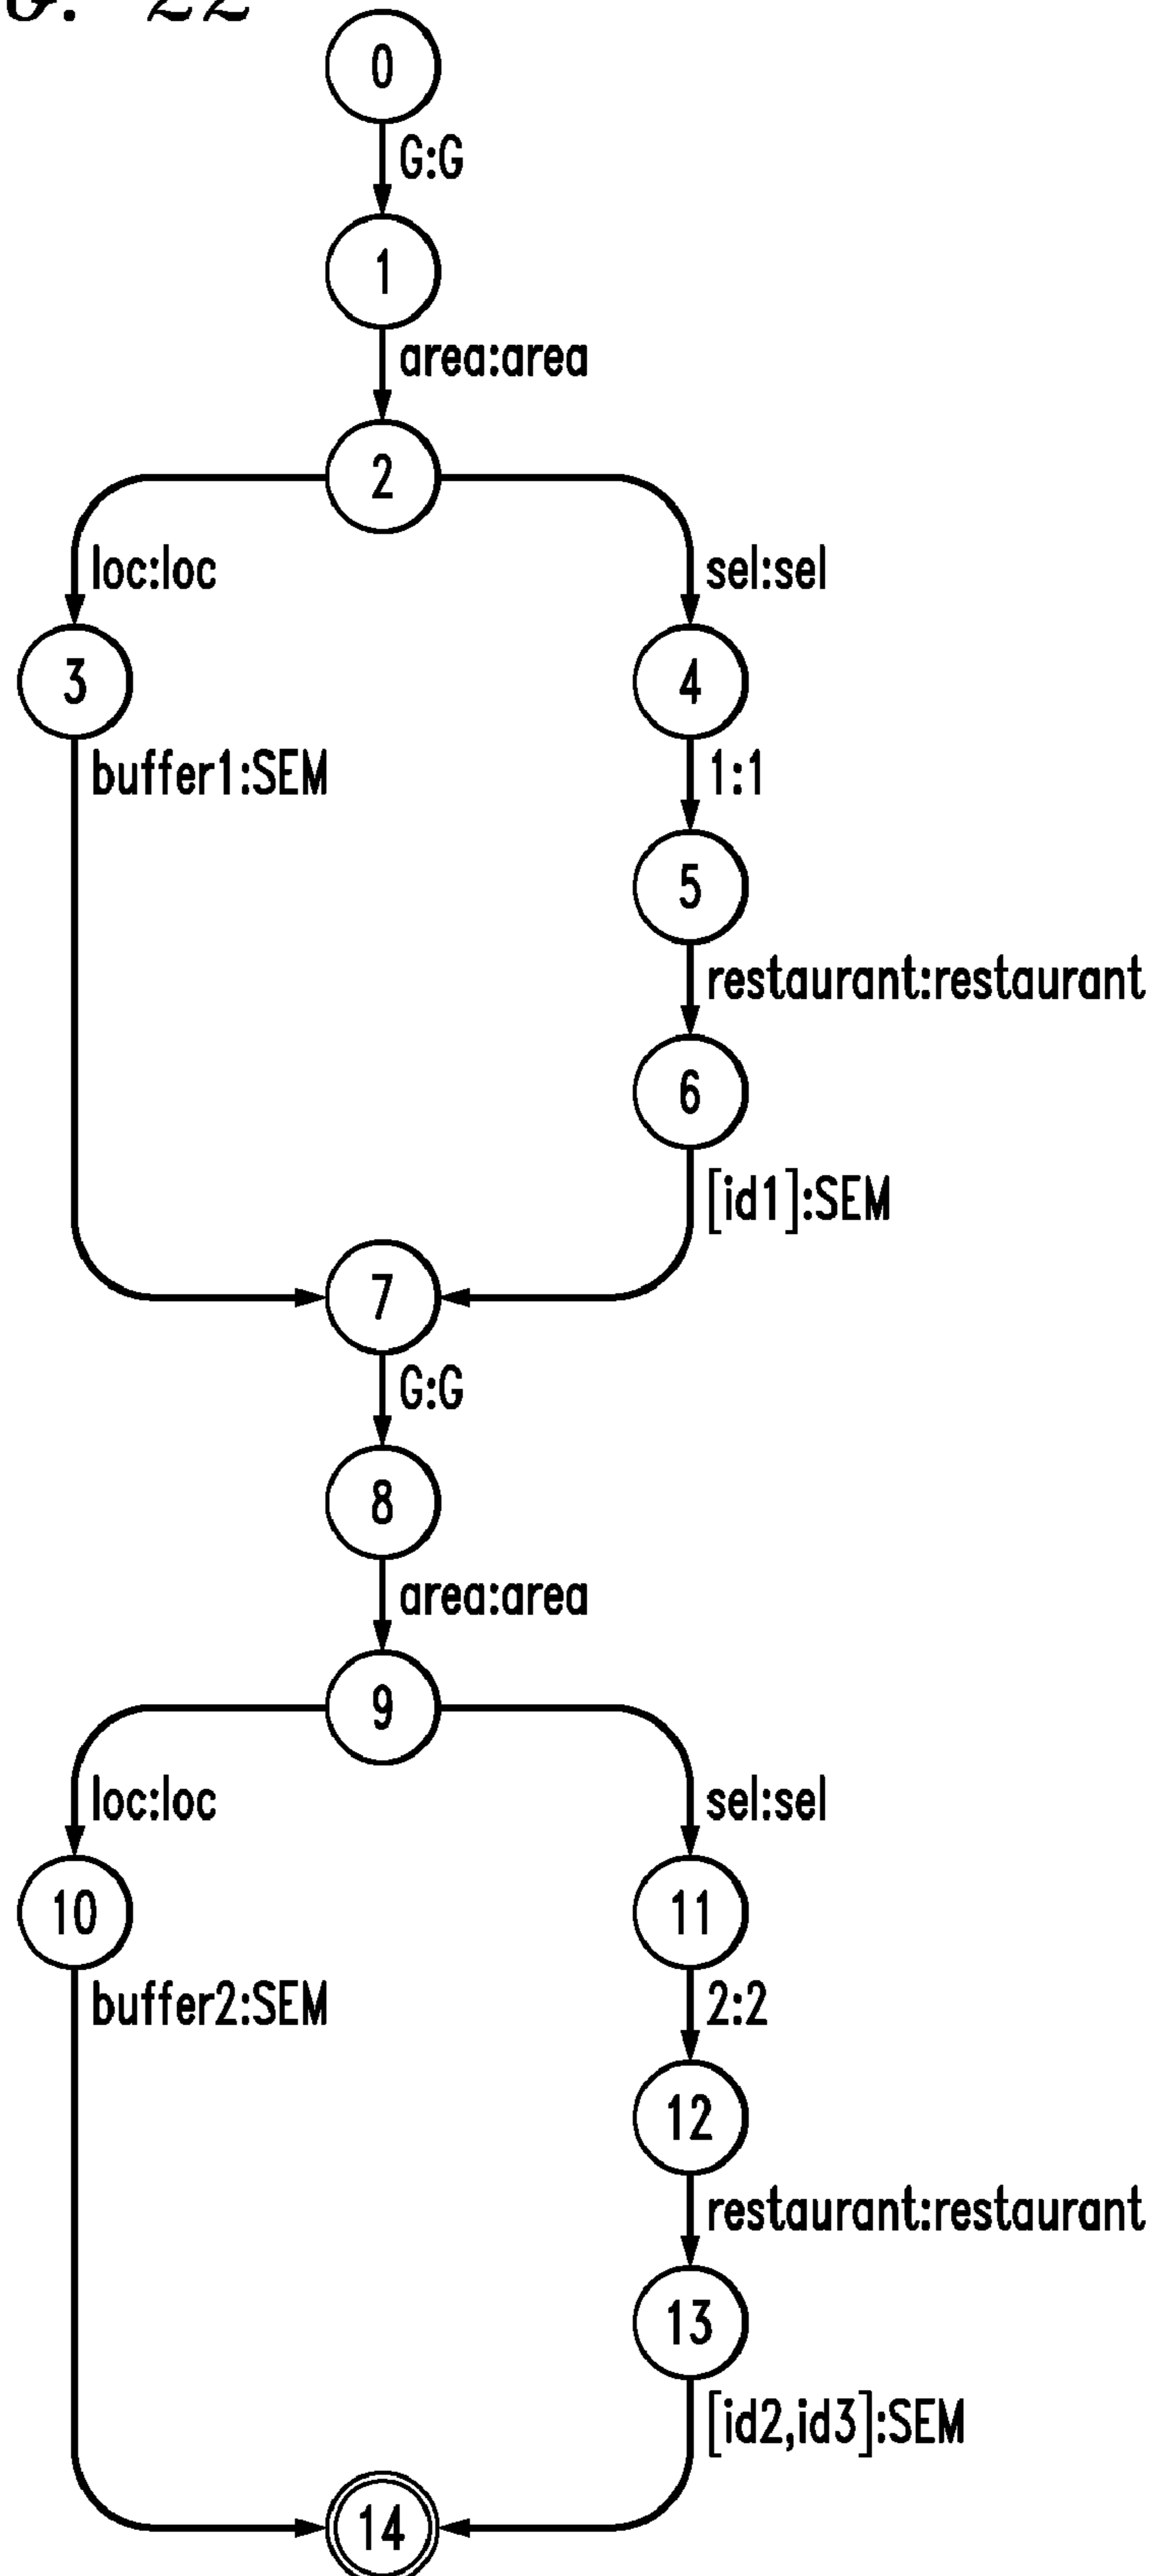 G. 22
0
G:G
1
area:area
2
loc:loc sel:sel
3 4
buffer1:SEM 1:1
5
restaurant:restaurant
6
[id1]:SEM
7
G:G
8
area:area
9
loc:loc sel:sel
10 11
buffer2:SEM 2:2
12
restaurant:restaurant
13
[id2,id3]:SEM
14